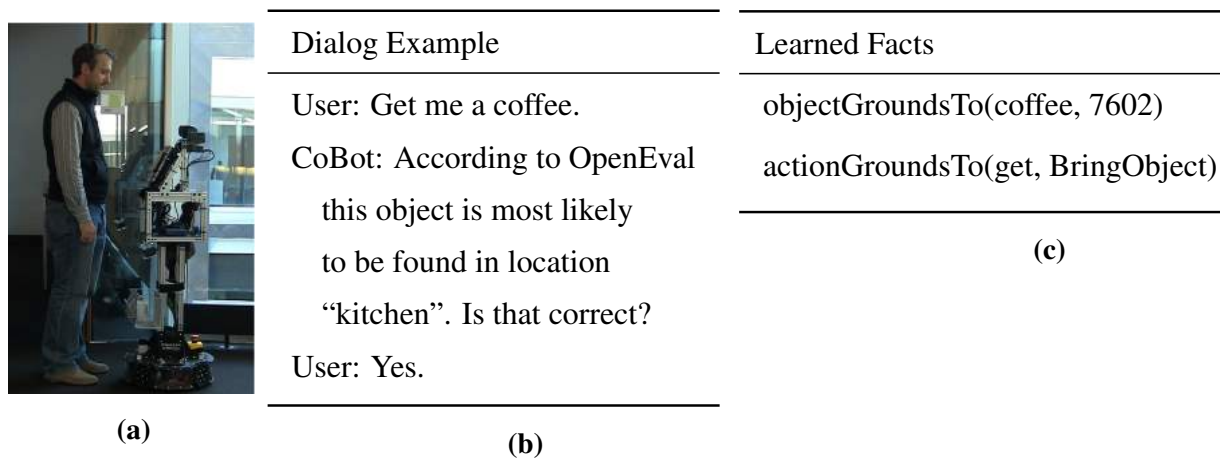 (a)
Dialog Example
User: Get me a coffee.
CoBot: According to OpenEval
this object is most likely
to be found in location
“kitchen”. Is that correct?
User: Yes.
(b)
Learned Facts
objectGroundsTo(coffee, 7602)
actionGroundsTo(get, BringObject)
(c)